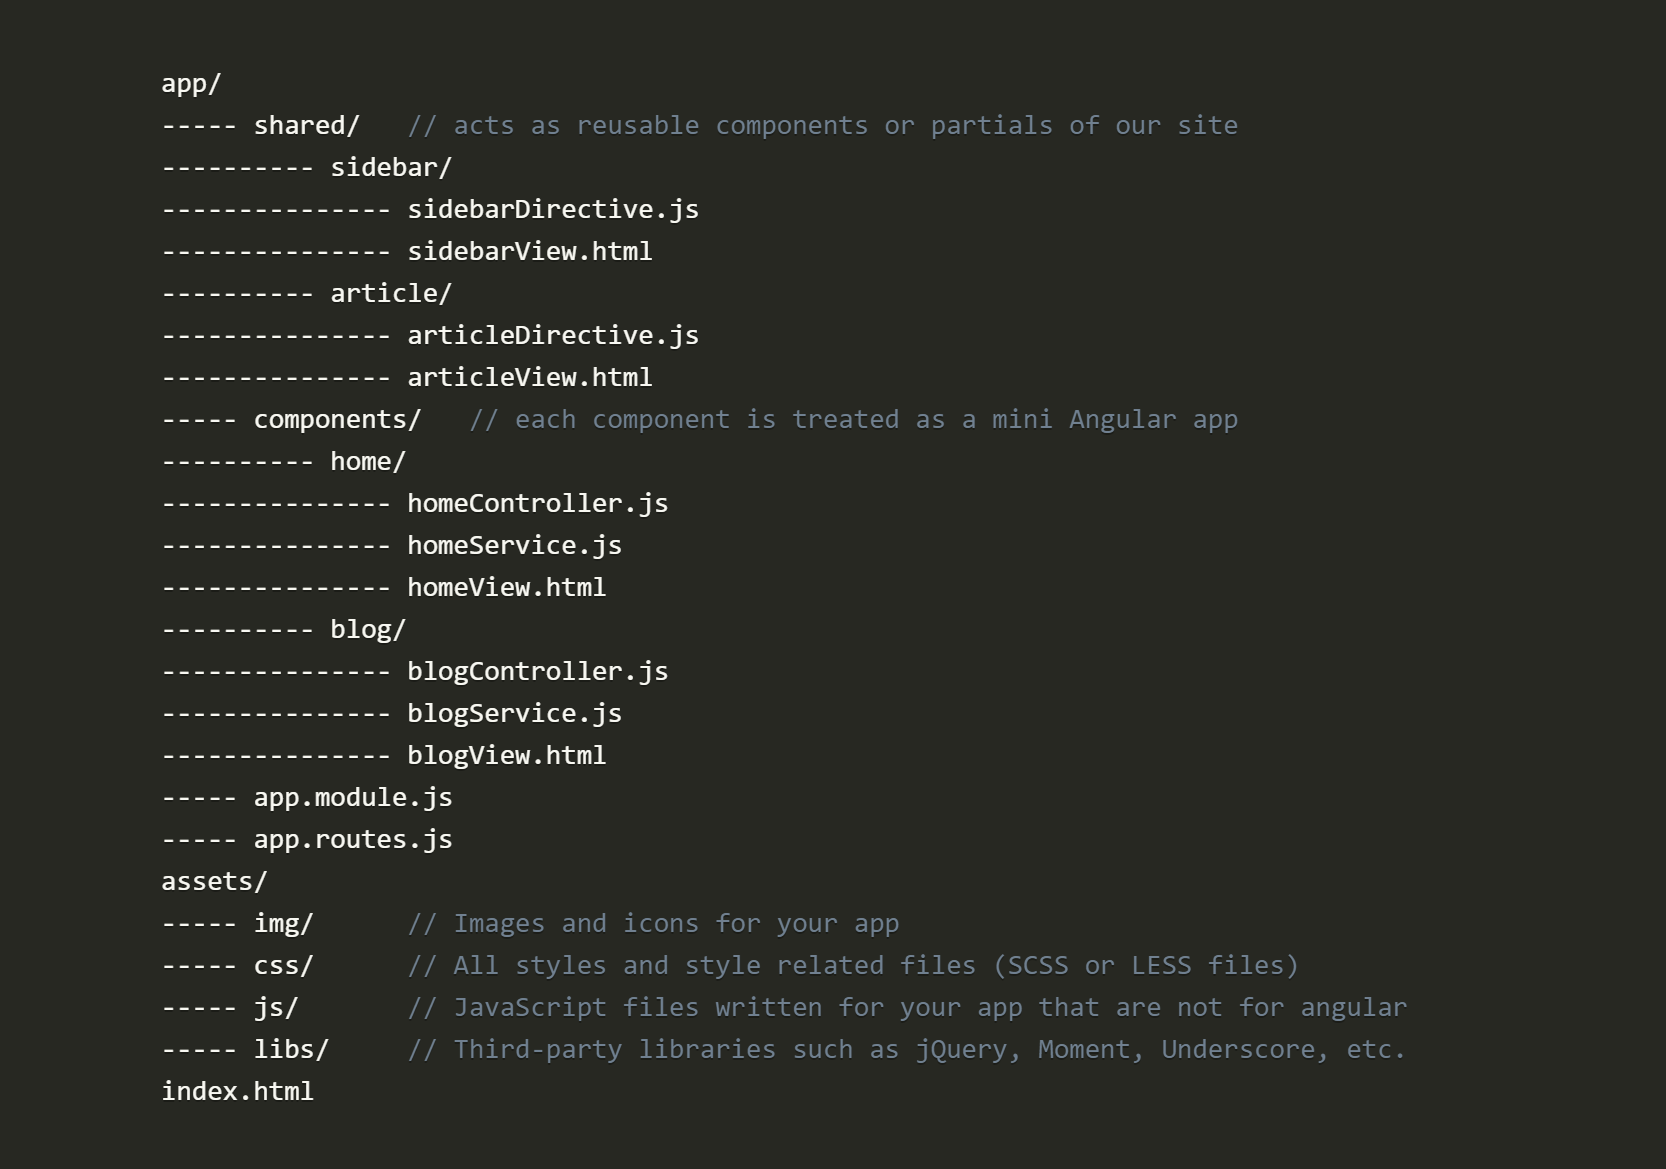 app/
----- shared/   // acts as reusable components or partials of our site
---------- sidebar/
--------------- sidebarDirective.js
--------------- sidebarView.html
---------- article/
--------------- articleDirective.js
--------------- articleView.html
----- components/   // each component is treated as a mini Angular app
---------- home/
--------------- homeController.js
--------------- homeService.js
--------------- homeView.html
---------- blog/
--------------- blogController.js
--------------- blogService.js
--------------- blogView.html
----- app.module.js
----- app.routes.js
assets/
----- img/      // Images and icons for your app
----- css/      // All styles and style related files (SCSS or LESS files)
----- js/       // JavaScript files written for your app that are not for angular
----- libs/     // Third-party libraries such as jQuery, Moment, Underscore, etc.
index.html